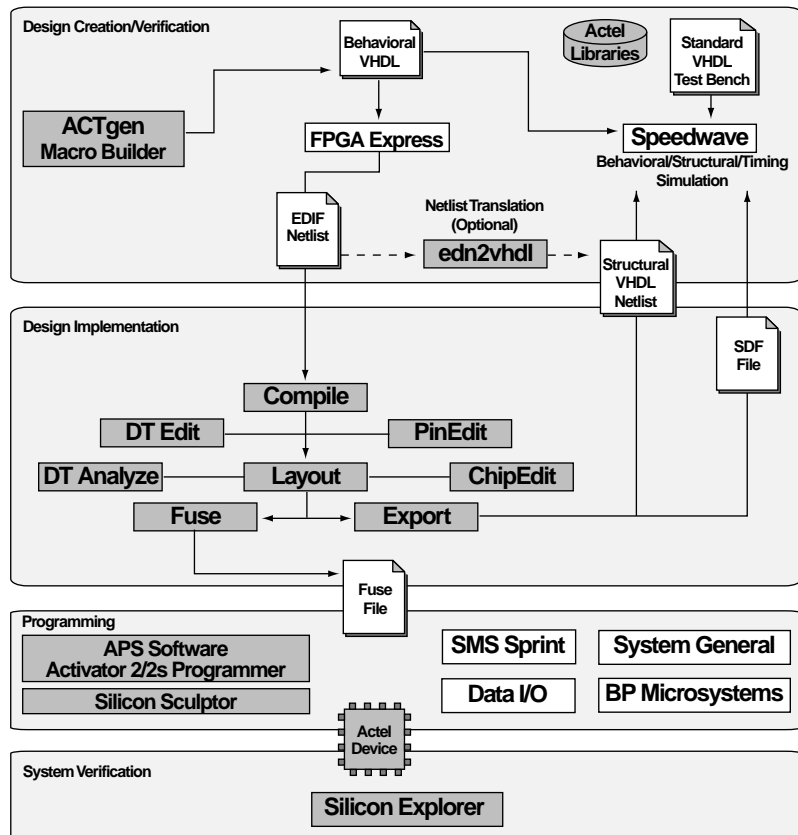 Design Creation/Verification
Behavioral
VHDL
Actel
Libraries
Standard
VHDL
Test Bench
ACTgen
Macro Builder
FPGA Express
Speedwave
Behavioral/Structural/Timing
Simulation
EDIF
Netlist
Netlist Translation
(Optional)
edn2vhdl
Structural
VHDL
Netlist
Design Implementation
SDF
File
Compile
DT Edit
PinEdit
DT Analyze
Layout
ChipEdit
Fuse
Export
Fuse
File
Programming
APS Software
Activator 2/2s Programmer
Silicon Sculptor
SMS Sprint
System General
Data I/O
BP Microsystems
Actel
Device
System Verification
Silicon Explorer